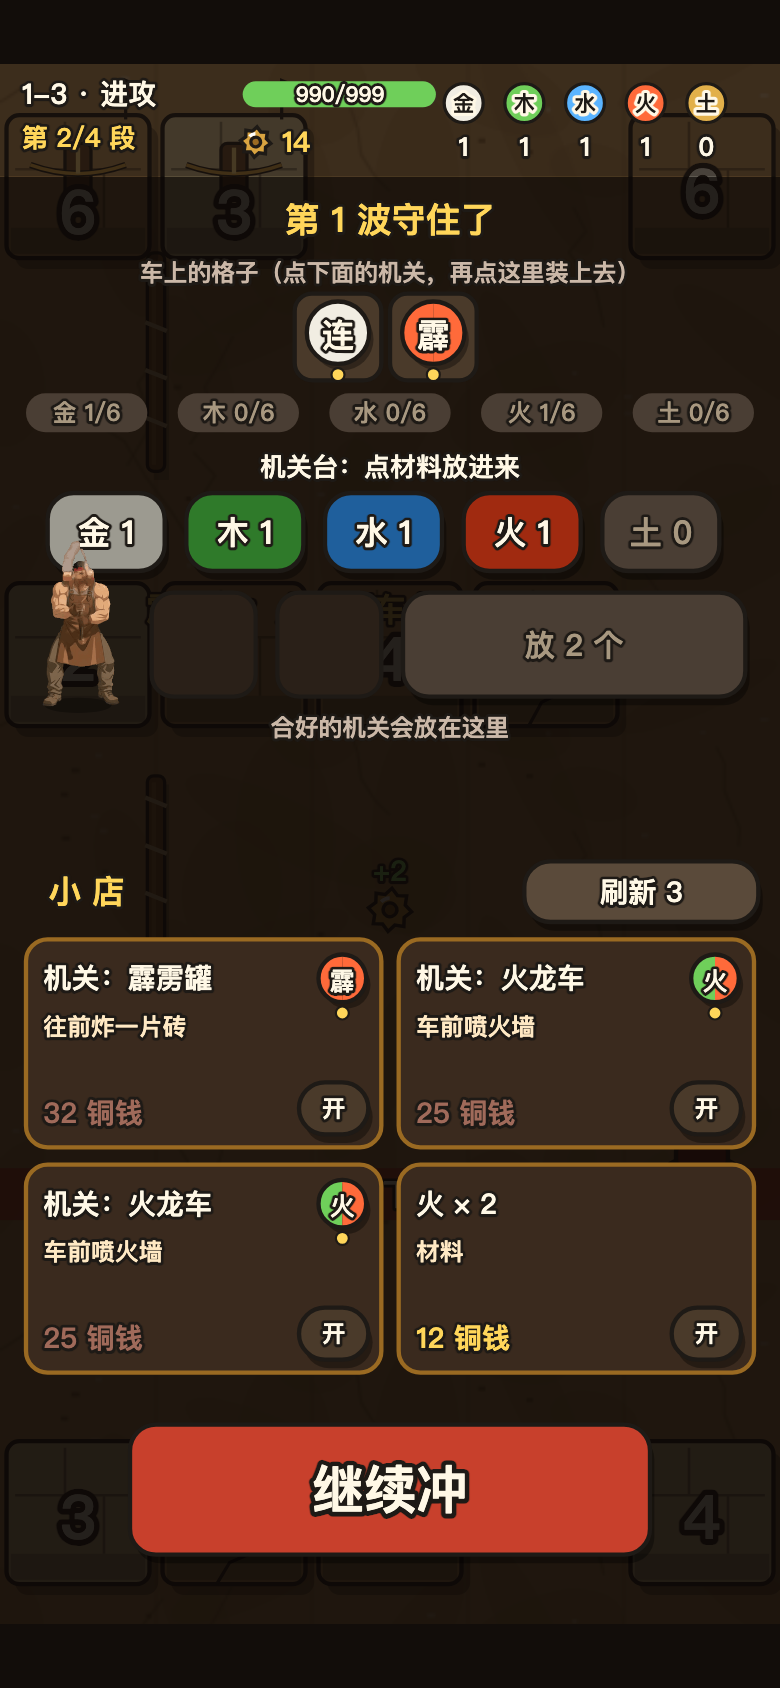 1–3 · 进攻
990/999
金 木 水 火 土
第 2/4 段
14
1 1 1 1 0
6 3 6
第 1 波守住了
车上的格子（点下面的机关，再点这里装上去）
连 霹
金 1/6 木 0/6 水 0/6 火 1/6 土 0/6
机关台：点材料放进来
金 1 木 1 水 1 火 1 土 0
车
2 4
放 2 个
合好的机关会放在这里
+2
小 店
刷新 3
机关：霹雳罐 霹
往前炸一片砖
32 铜钱 开
机关：火龙车 火
车前喷火墙
25 铜钱 开
机关：火龙车 火
车前喷火墙
25 铜钱 开
火 × 2
材料
12 铜钱 开
继续冲
3 4